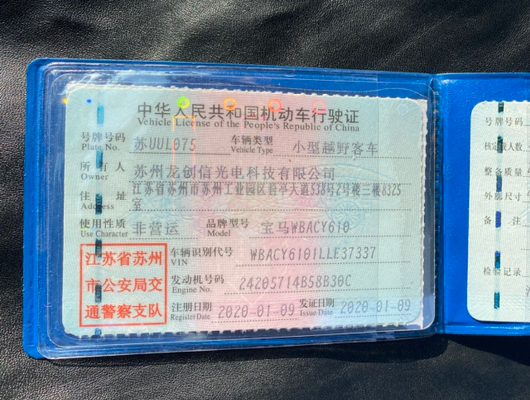 中华人民共和国机动车行驶证
Vehicle License of the People's Republic of China
号牌号码 苏UUL075 车辆类型 小型越野客车
Plate No. Vehicle Type
所有人 苏州龙创信光电科技有限公司
Owner
住址 江苏省苏州市苏州工业园区唯亭大道538号2号楼三楼8325室
Address
使用性质 非营运 品牌型号 宝马WBACY610
Use Character Model
江苏省苏州
市公安局交
通警察支队
车辆识别代号 WBACY6101LLE37337
VIN
发动机号码 24205714B58B30C
Engine No.
注册日期 2020-01-09 发证日期 2020-01-09
Register Date Issue Date
号牌号码
核定载人数
整备质量
外廓尺寸
备注
检验记录